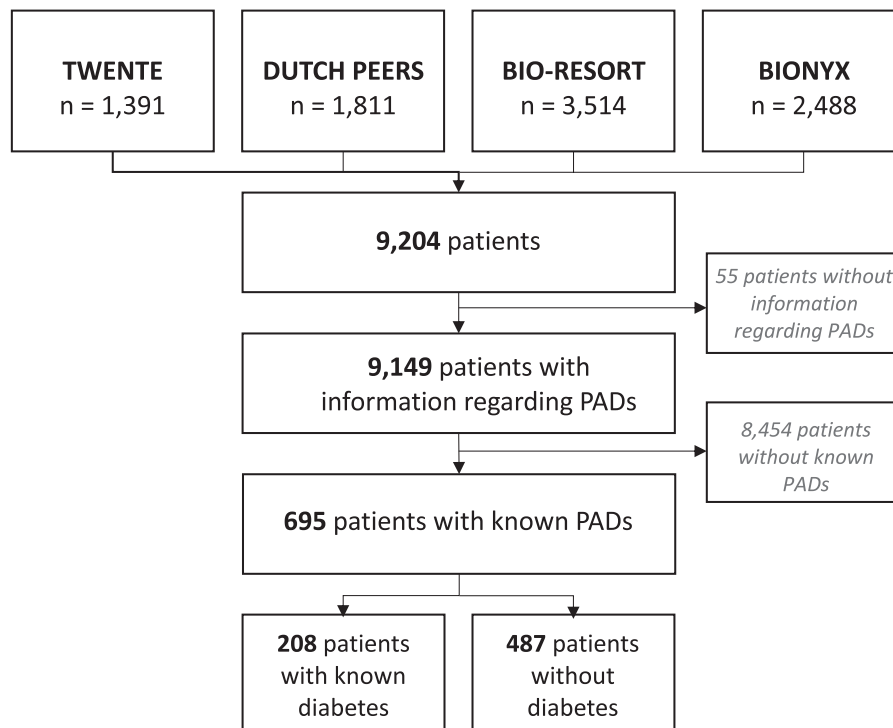 TWENTE
n = 1,391
DUTCH PEERS
n = 1,811
BIO-RESORT
n = 3,514
BIONYX
n = 2,488
9,204 patients
55 patients without
information
regarding PADs
9,149 patients with
information regarding PADs
8,454 patients
without known
PADs
695 patients with known PADs
208 patients
with known
diabetes
487 patients
without
diabetes